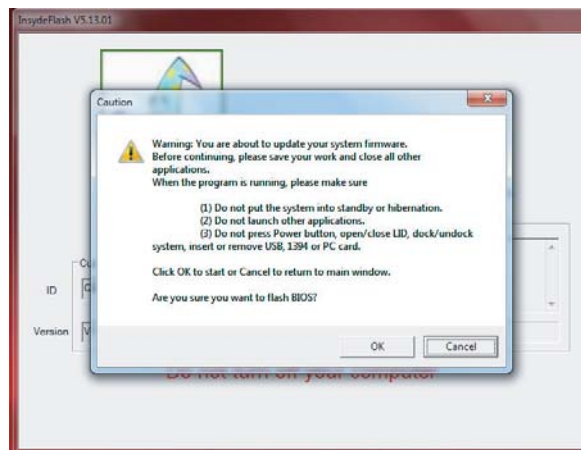 InsydeFlash V5.13.01
Caution
Warning: You are about to update your system firmware.
Before continuing, please save your work and close all other
applications.
When the program is running, please make sure
(1) Do not put the system into standby or hibernation.
(2) Do not launch other applications.
(3) Do not press Power button, open/close LID, dock/undock
system, insert or remove USB, 1394 or PC card.
Click OK to start or Cancel to return to main window.
Are you sure you want to flash BIOS?
ID
Version
OK
Cancel
Do not turn off your computer